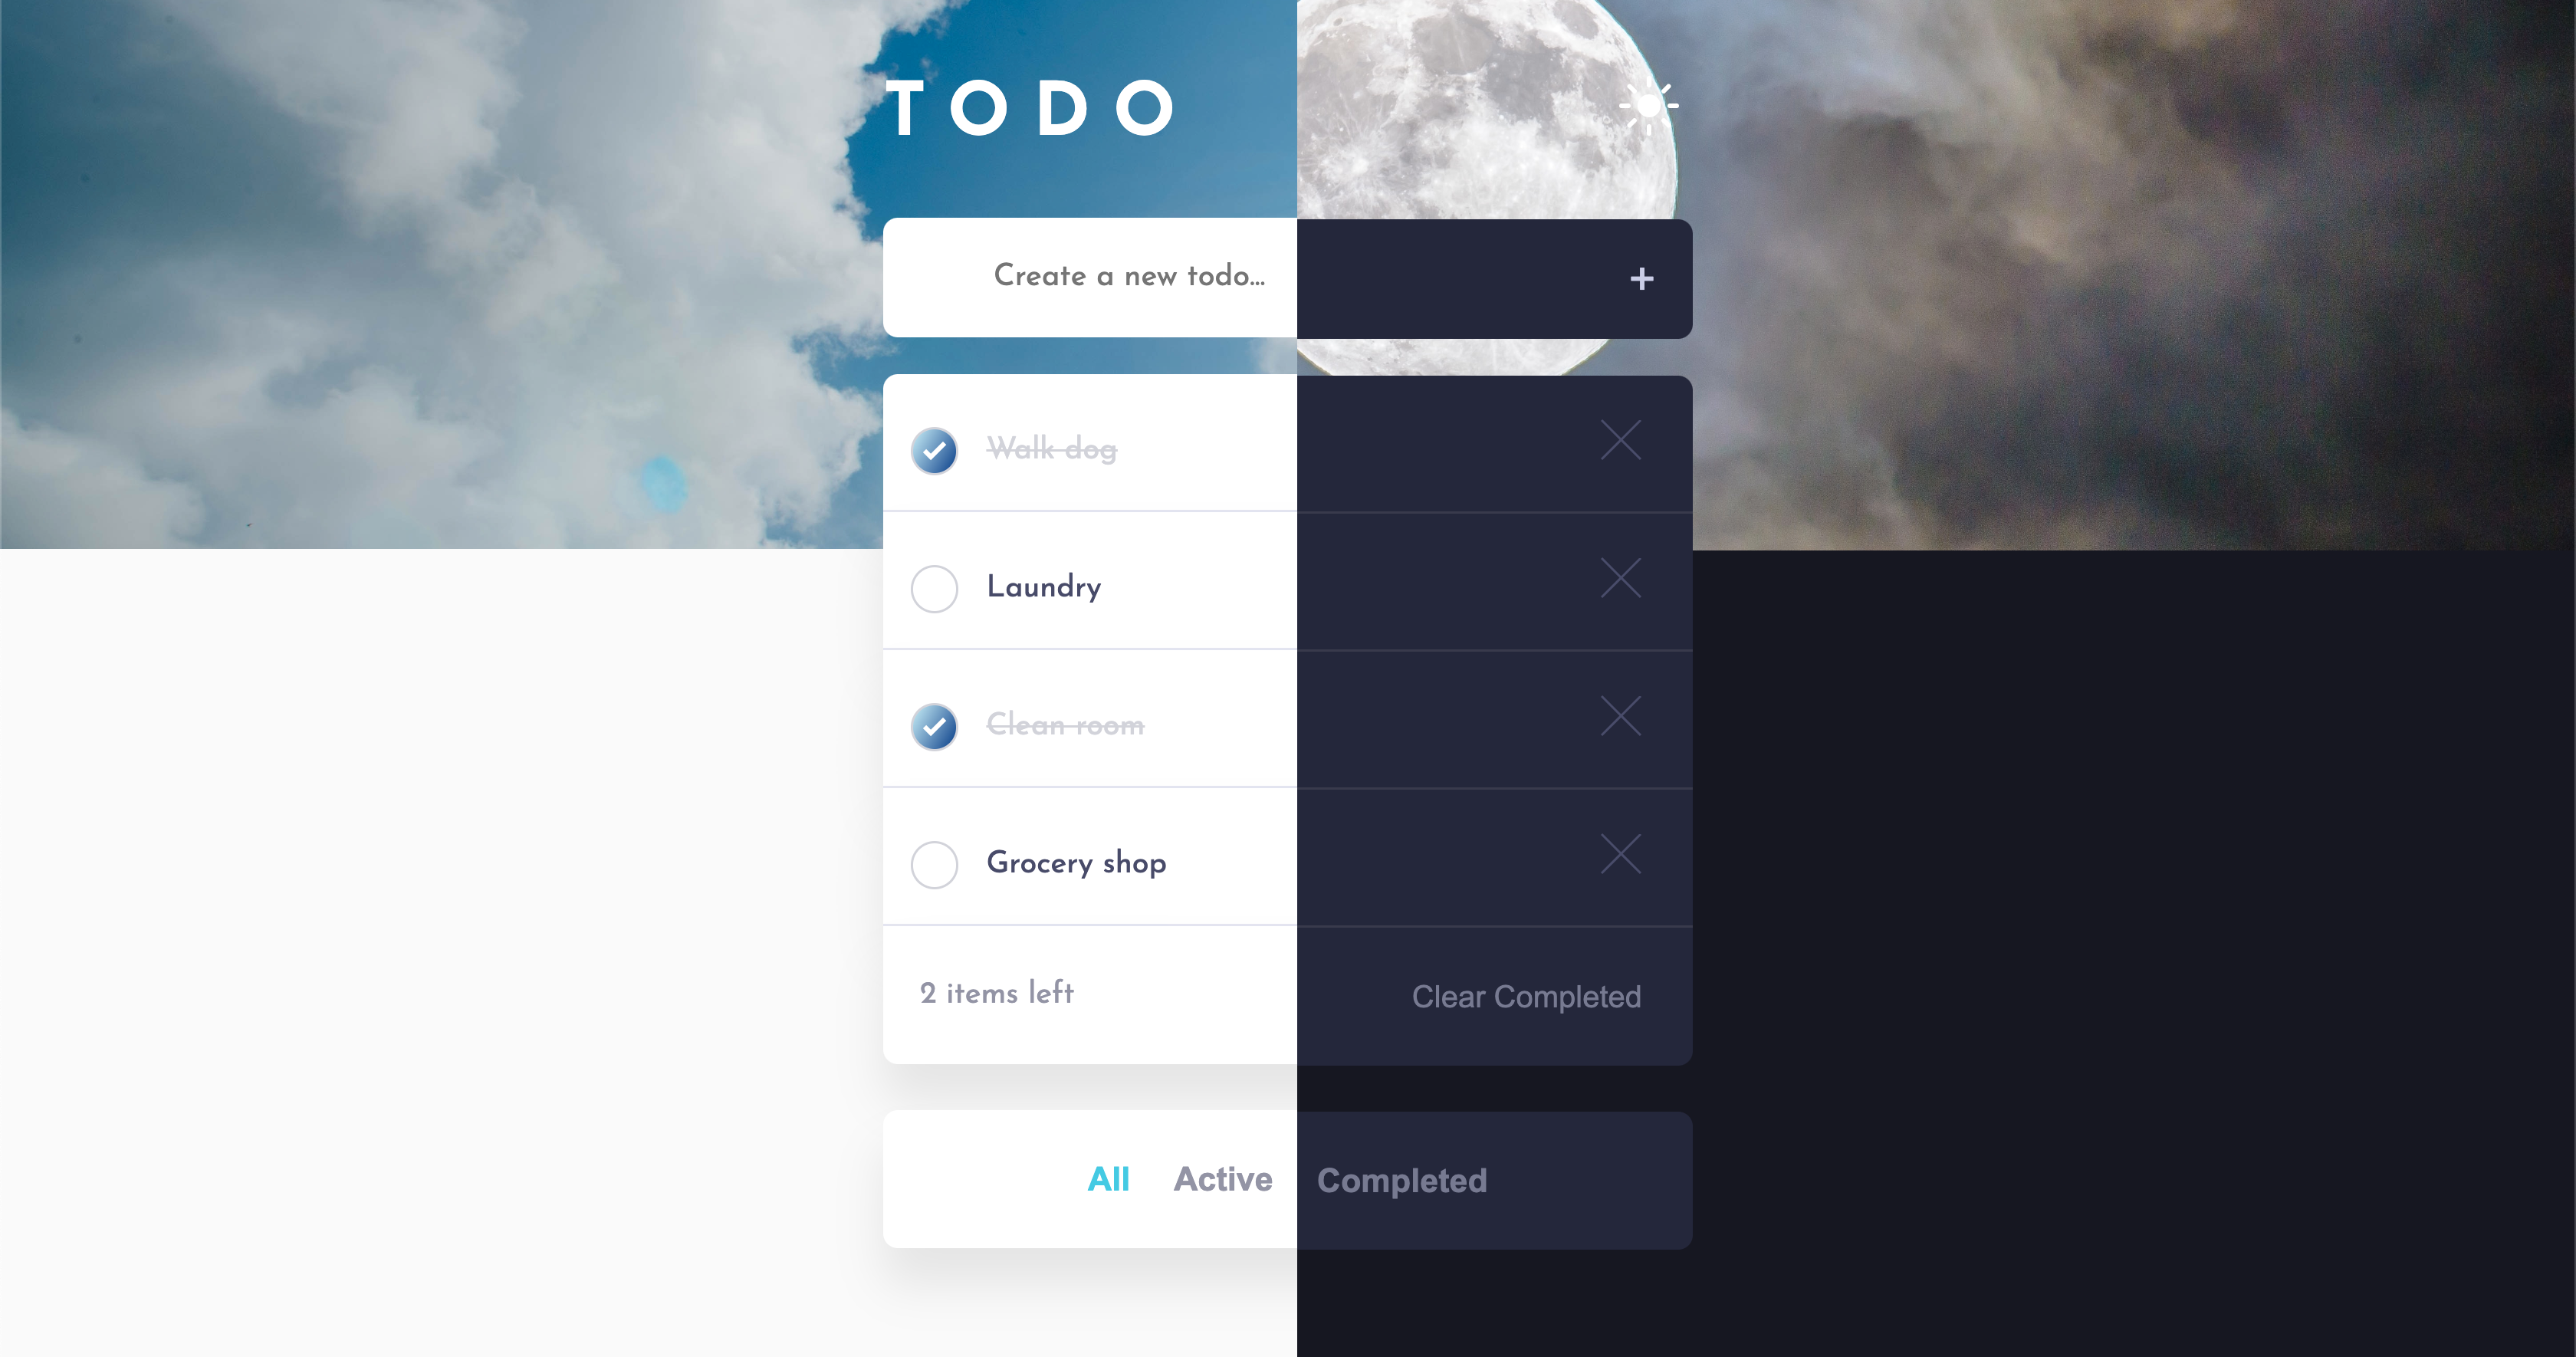 TODO
Create a new todo...
+
Walk dog
Laundry
Clean room
Grocery shop
2 items left Clear Completed
All Active Completed